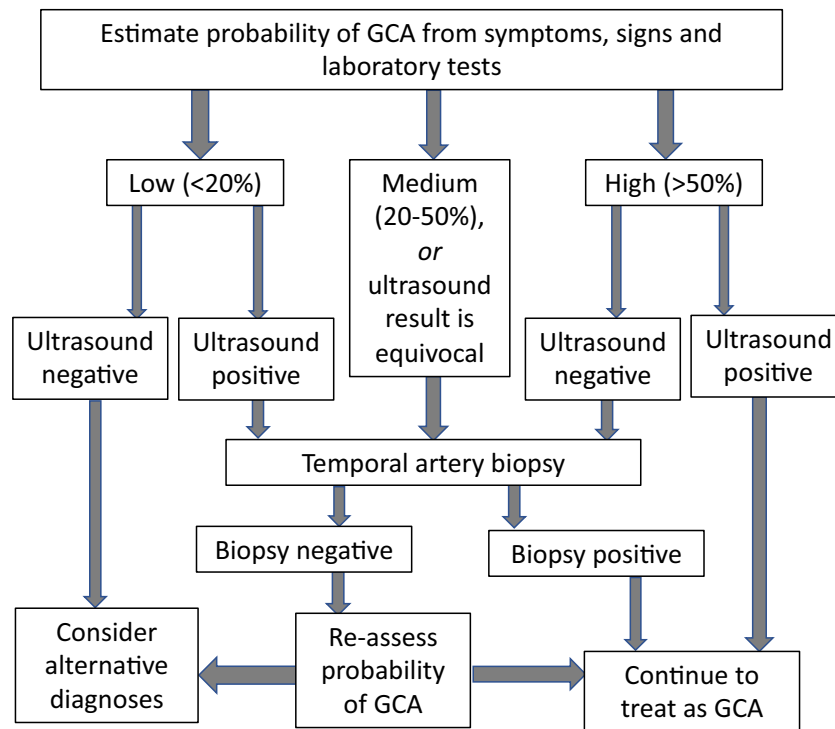 Estimate probability of GCA from symptoms, signs and
laboratory tests
Low (<20%)
Medium
(20-50%),
or
ultrasound
result is
equivocal
High (>50%)
Ultrasound
negative
Ultrasound
positive
Ultrasound
negative
Ultrasound
positive
Temporal artery biopsy
Biopsy negative
Biopsy positive
Consider
alternative
diagnoses
Re-assess
probability
of GCA
Continue to
treat as GCA